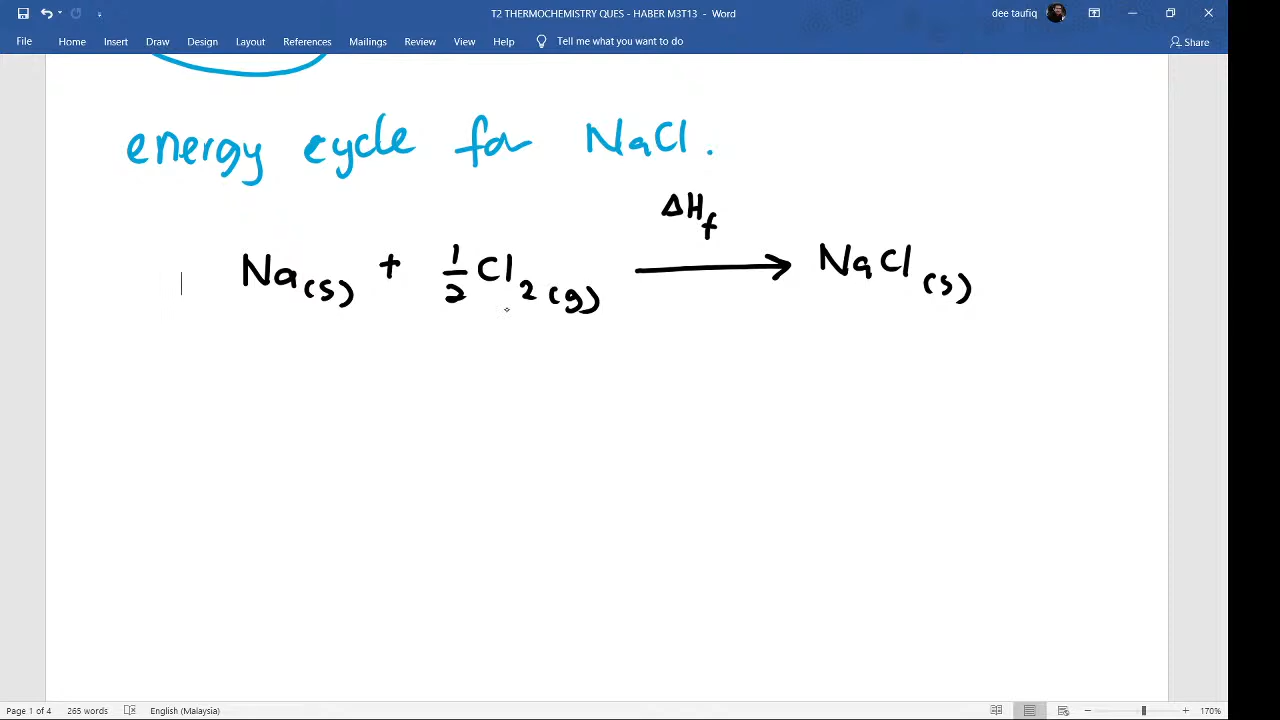 T2 THERMOCHEMISTRY QUES - HABER M3T13 - Word
dee taufiq
File Home Insert Draw Design Layout References Mailings Review View Help Tell me what you want to do Share
energy cycle for NaCl.
ΔHf
Na(s) + 1/2 Cl2(g) → NaCl(s)
Page 1 of 4 265 words English (Malaysia) 170%